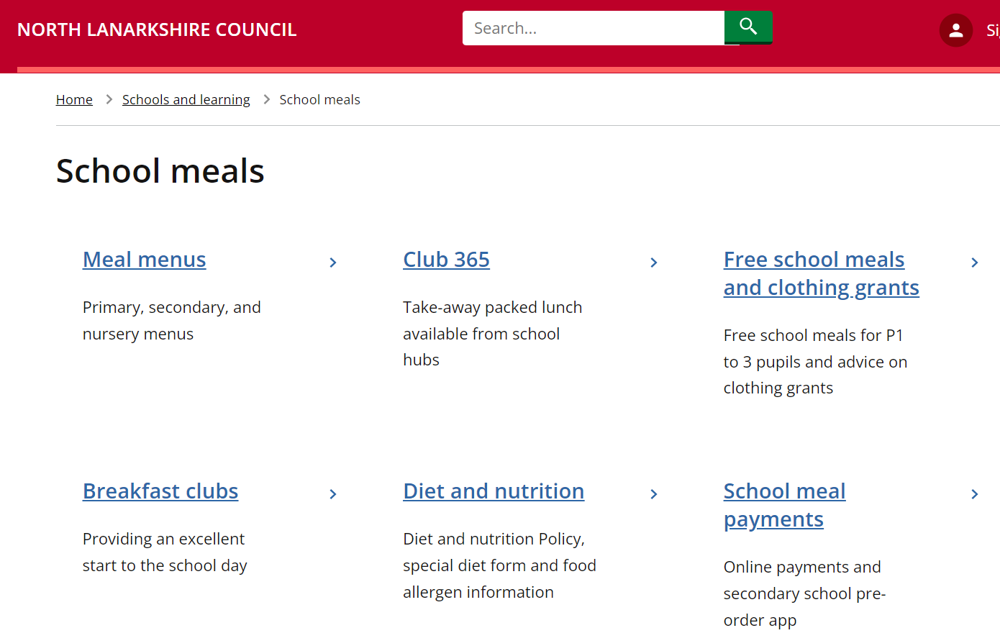 NORTH LANARKSHIRE COUNCIL
Search...
Home
Schools and learning
School meals
School meals
Meal menus
Primary, secondary, and
nursery menus
Club 365
Take-away packed lunch
available from school
hubs
Free school meals
and clothing grants
Free school meals for P1
to 3 pupils and advice on
clothing grants
Breakfast clubs
Providing an excellent
start to the school day
Diet and nutrition
Diet and nutrition Policy,
special diet form and food
allergen information
School meal
payments
Online payments and
secondary school pre-
order app